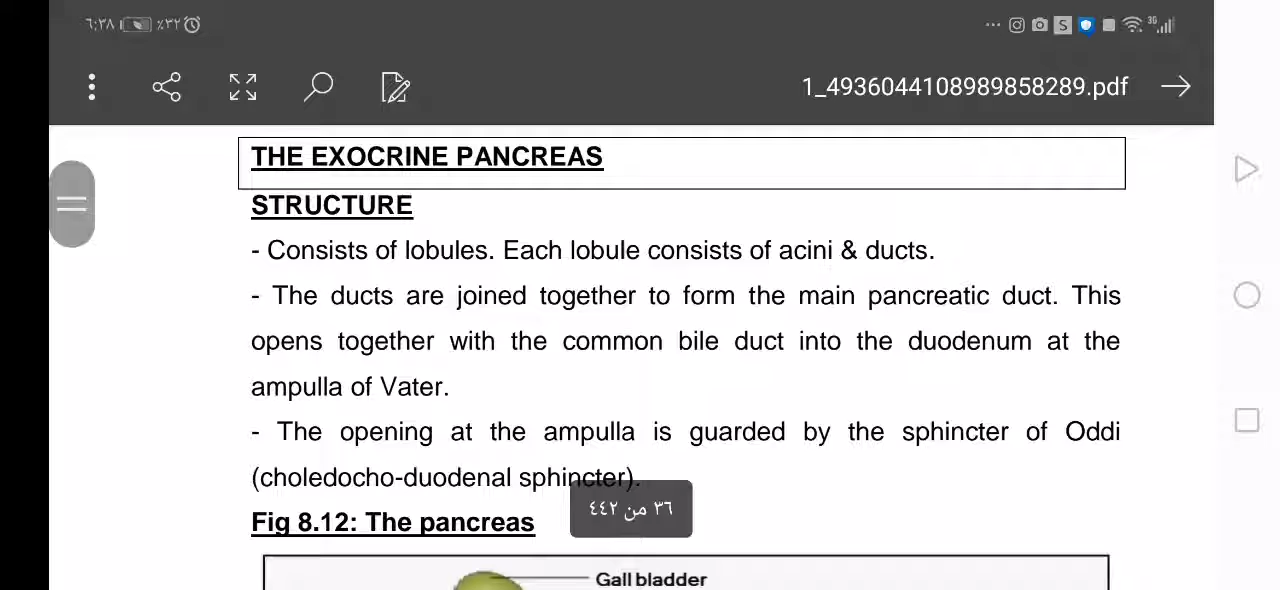 ٦:٣٨ ٪٣٢
... S 3G
1_4936044108989858289.pdf
THE EXOCRINE PANCREAS
STRUCTURE
- Consists of lobules. Each lobule consists of acini & ducts.
- The ducts are joined together to form the main pancreatic duct. This
opens together with the common bile duct into the duodenum at the
ampulla of Vater.
- The opening at the ampulla is guarded by the sphincter of Oddi
(choledocho-duodenal sphincter).
٣٦ من ٤٤٢
Fig 8.12: The pancreas
Gall bladder